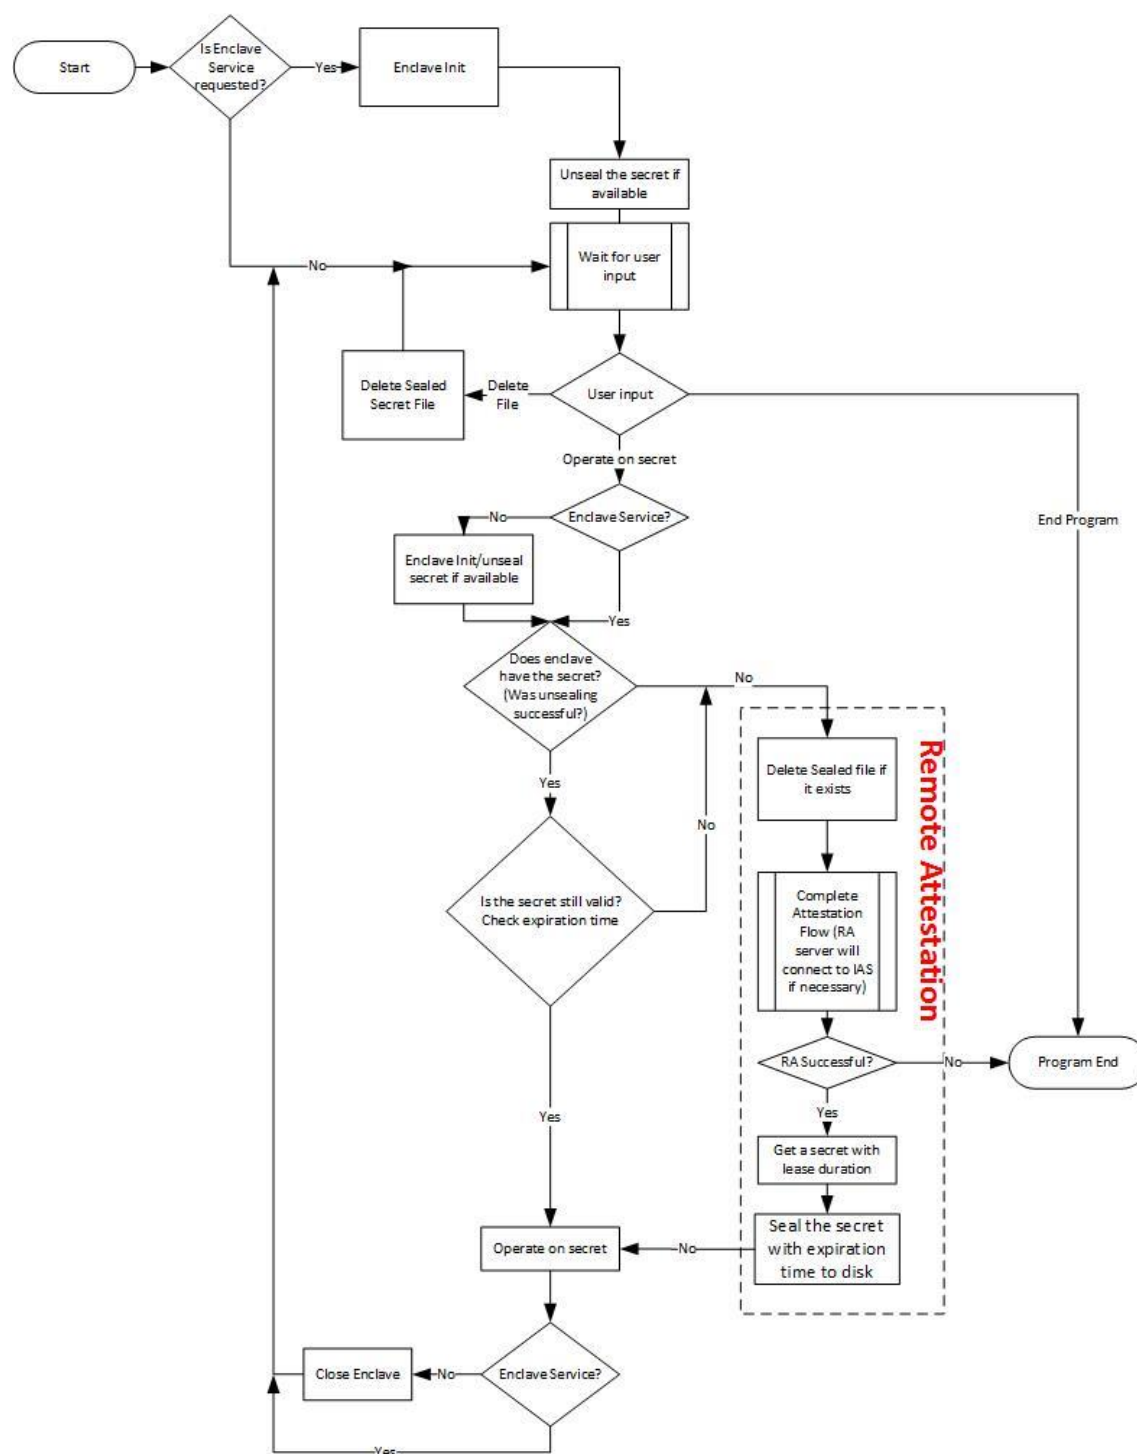 Start
Is Enclave
Service
requested?
Yes
Enclave Init
Unseal the secret if
available
No
Wait for user
input
Delete Sealed
Secret File
Delete
File
User input
Operate on secret
End Program
No
Enclave Service?
Enclave Init/unseal
secret if available
Yes
Does enclave
have the secret?
(Was unsealing
successful?)
No
Remote Attestation
Delete Sealed file if
it exists
Yes
No
Is the secret still valid?
Check expiration time
Complete
Attestation
Flow (RA
server will
connect to IAS
if necessary)
RA Successful?
No
Program End
Yes
Yes
Get a secret with
lease duration
Seal the secret
with expiration
time to disk
No
Operate on secret
Close Enclave
No
Enclave Service?
Yes